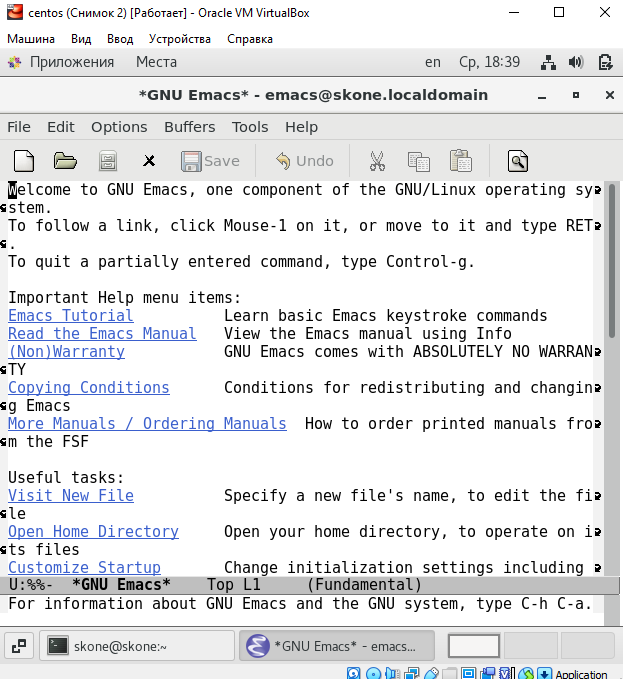 centos (Снимок 2) [Работает] - Oracle VM VirtualBox
Машина Вид Ввод Устройства Справка
Приложения Места en Ср, 18:39
*GNU Emacs* - emacs@skone.localdomain
File Edit Options Buffers Tools Help
Save Undo
Welcome to GNU Emacs, one component of the GNU/Linux operating sy
stem.
To follow a link, click Mouse-1 on it, or move to it and type RET
.
To quit a partially entered command, type Control-g.
Important Help menu items:
Emacs Tutorial Learn basic Emacs keystroke commands
Read the Emacs Manual View the Emacs manual using Info
(Non)Warranty GNU Emacs comes with ABSOLUTELY NO WARRAN
TY
Copying Conditions Conditions for redistributing and changin
g Emacs
More Manuals / Ordering Manuals How to order printed manuals fro
m the FSF
Useful tasks:
Visit New File Specify a new file's name, to edit the fi
le
Open Home Directory Open your home directory, to operate on i
ts files
Customize Startup Change initialization settings including
U:%%- *GNU Emacs* Top L1 (Fundamental)
For information about GNU Emacs and the GNU system, type C-h C-a.
skone@skone:~ *GNU Emacs* - emacs...
Application